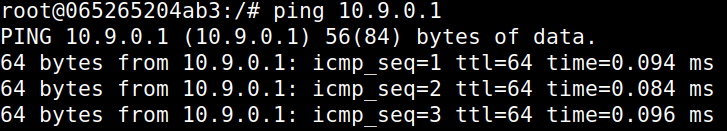 root@065265204ab3:/# ping 10.9.0.1
PING 10.9.0.1 (10.9.0.1) 56(84) bytes of data.
64 bytes from 10.9.0.1: icmp_seq=1 ttl=64 time=0.094 ms
64 bytes from 10.9.0.1: icmp_seq=2 ttl=64 time=0.084 ms
64 bytes from 10.9.0.1: icmp_seq=3 ttl=64 time=0.096 ms